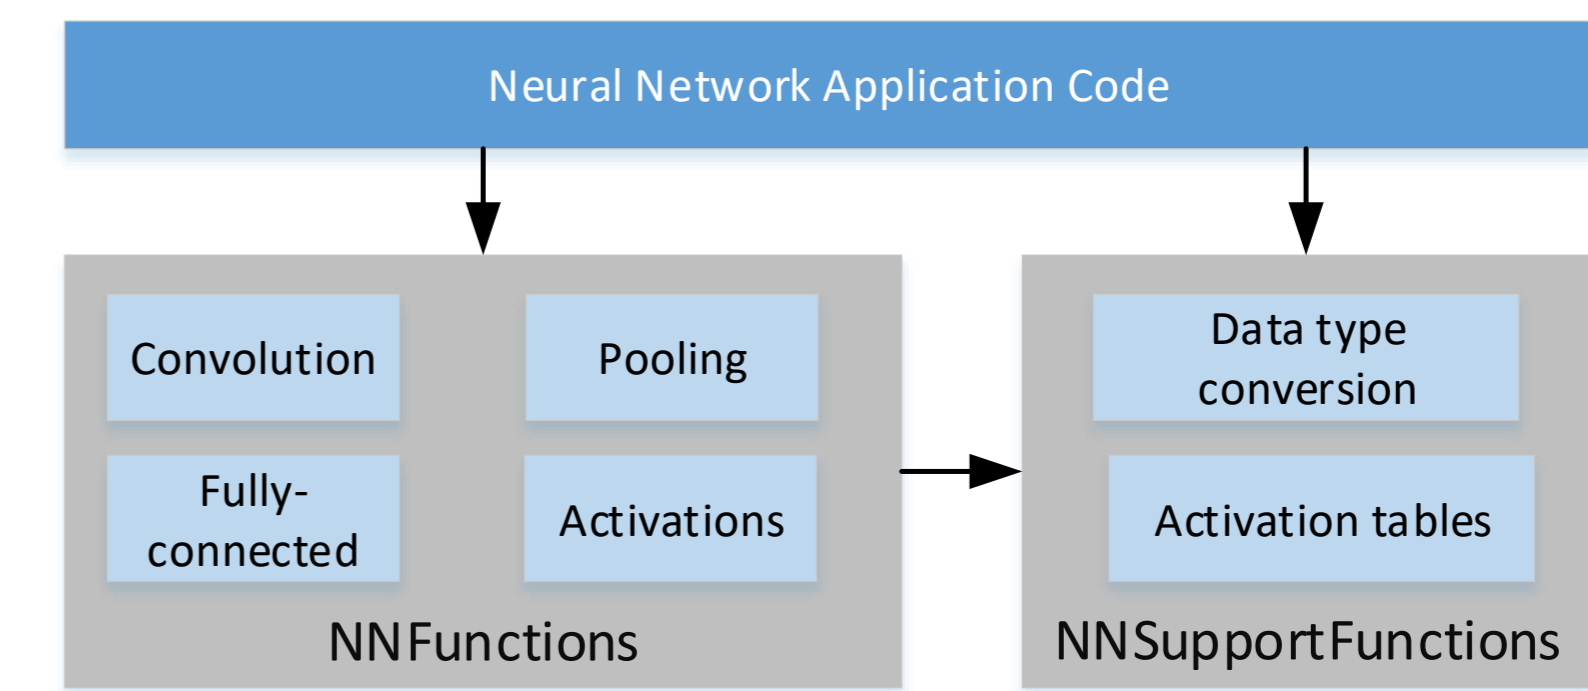 Neural Network Application Code
Convolution
Pooling
Fully-
connected
Activations
NNFunctions
Data type
conversion
Activation tables
NNSupportFunctions